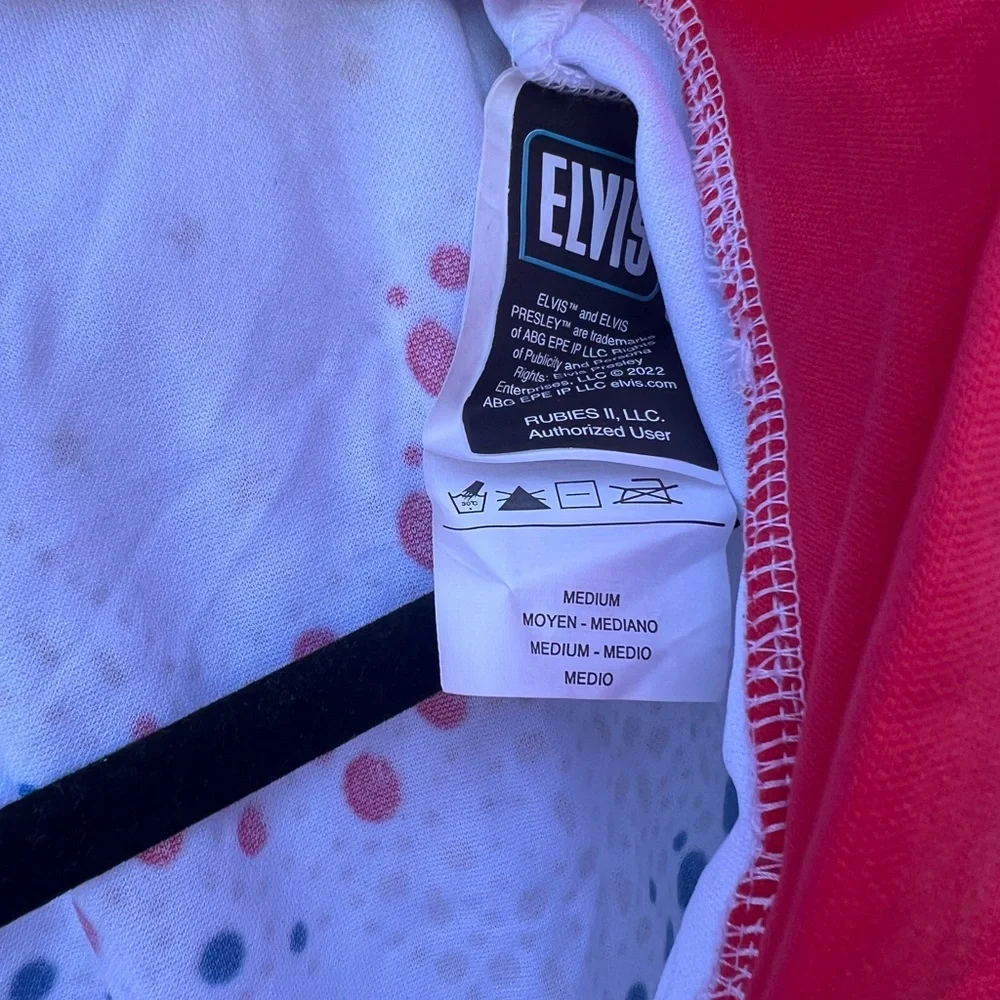 ELVIS
ELVIS™ and ELVIS
PRESLEY™ are trademarks
of ABG EPE IP LLC Rights
of Publicity and Persona
Rights: Elvis Presley
Enterprises, LLC © 2022
ABG EPE IP LLC elvis.com
RUBIES II, LLC.
Authorized User
30°C
MEDIUM
MOYEN - MEDIANO
MEDIUM - MEDIO
MEDIO